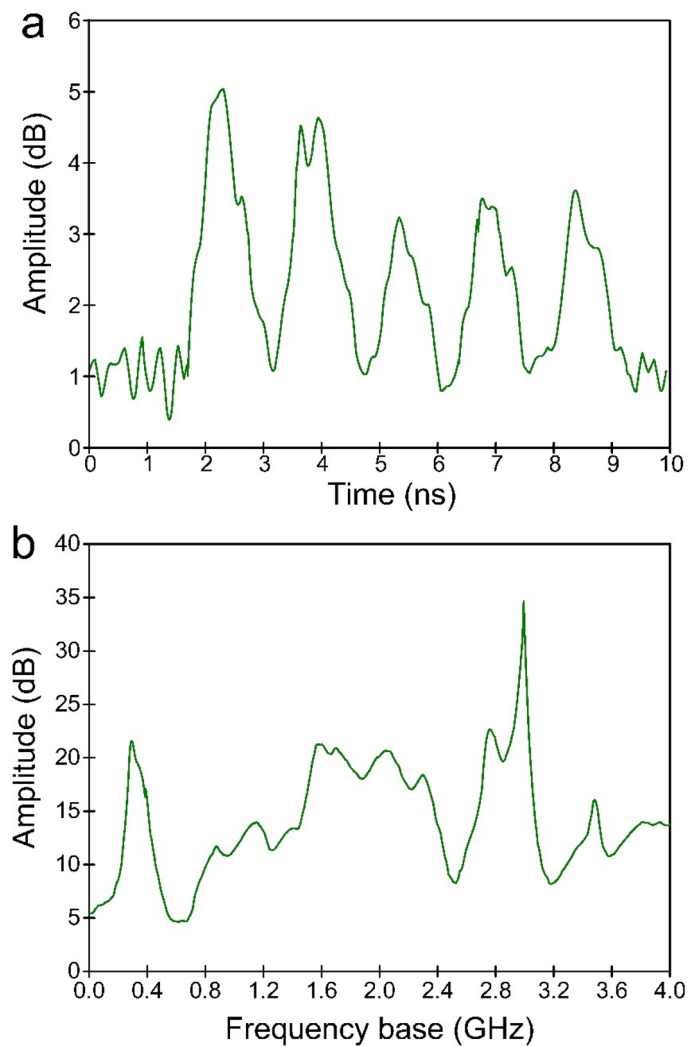 a
6
5
4
3
2
1
0
Amplitude (dB)
0 1 2 3 4 5 6 7 8 9 10
Time (ns)
b
40
35
30
25
20
15
10
5
0
Amplitude (dB)
0.0 0.4 0.8 1.2 1.6 2.0 2.4 2.8 3.2 3.6 4.0
Frequency base (GHz)